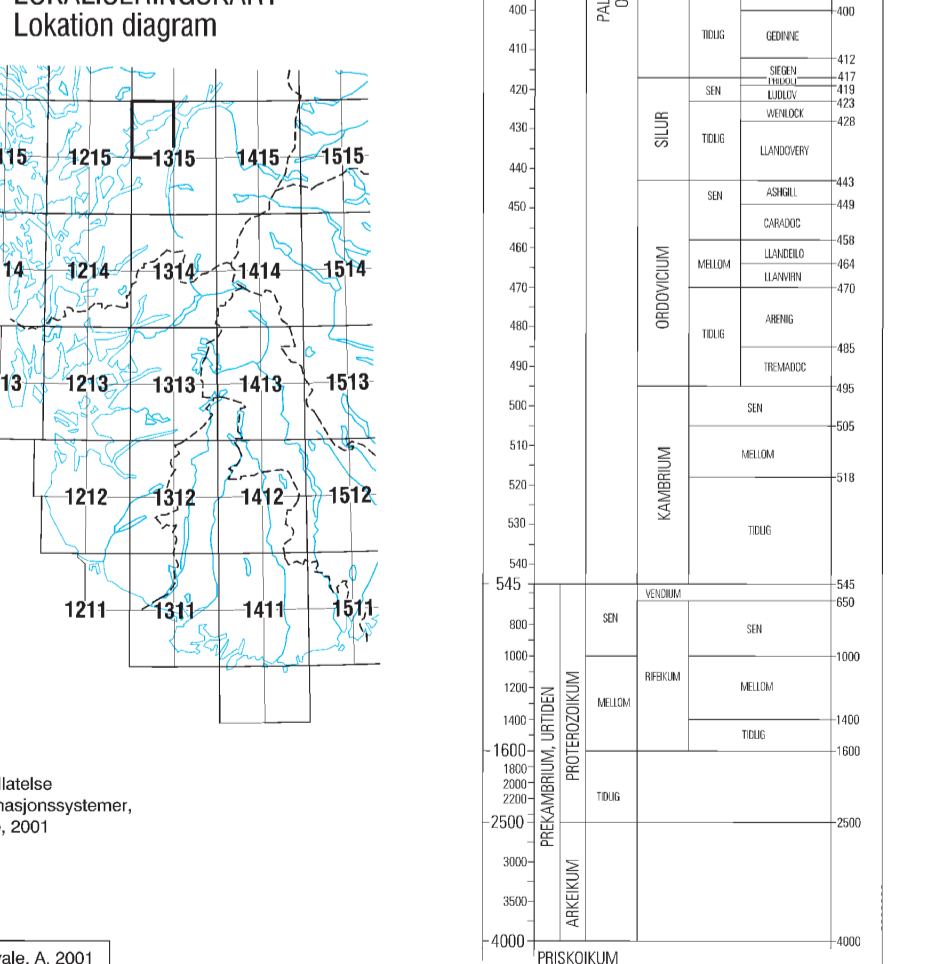 Lokation diagram
115 1215 1315 1415 1515
14 1214 1314 1414 1514
13 1213 1313 1413 1513
1212 1312 1412 1512
1211 1311 1411 1511
, 2001
A. 2001
400
410
420
430
440
450
460
470
480
490
500
510
520
530
540
545
800
1000
1200
1400
1600
1800
2000
2200
2500
3000
3500
4000
PREKAMBRIUM, URTIDEN
PROTEROZOIKUM
ARKEIKUM
PRISKOIKUM
SILUR
ORDOVICIUM
KAMBRIUM
TIDLIG
GEDINNE
SIEGEN
SEN
PRIDOLI
LUDLOV
TIDLIG
WENLOCK
LLANDOVERY
SEN
ASHGILL
CARADOC
MELLOM
LLANDEILO
LLANVIRN
TIDLIG
ARENIG
TREMADOC
SEN
MELLOM
TIDLIG
VENDIUM
SEN
SEN
RIFEIKUM
MELLOM
MELLOM
TIDLIG
TIDLIG
400
412
417
419
423
428
443
449
458
464
470
485
495
505
518
545
650
1000
1400
1600
2500
4000